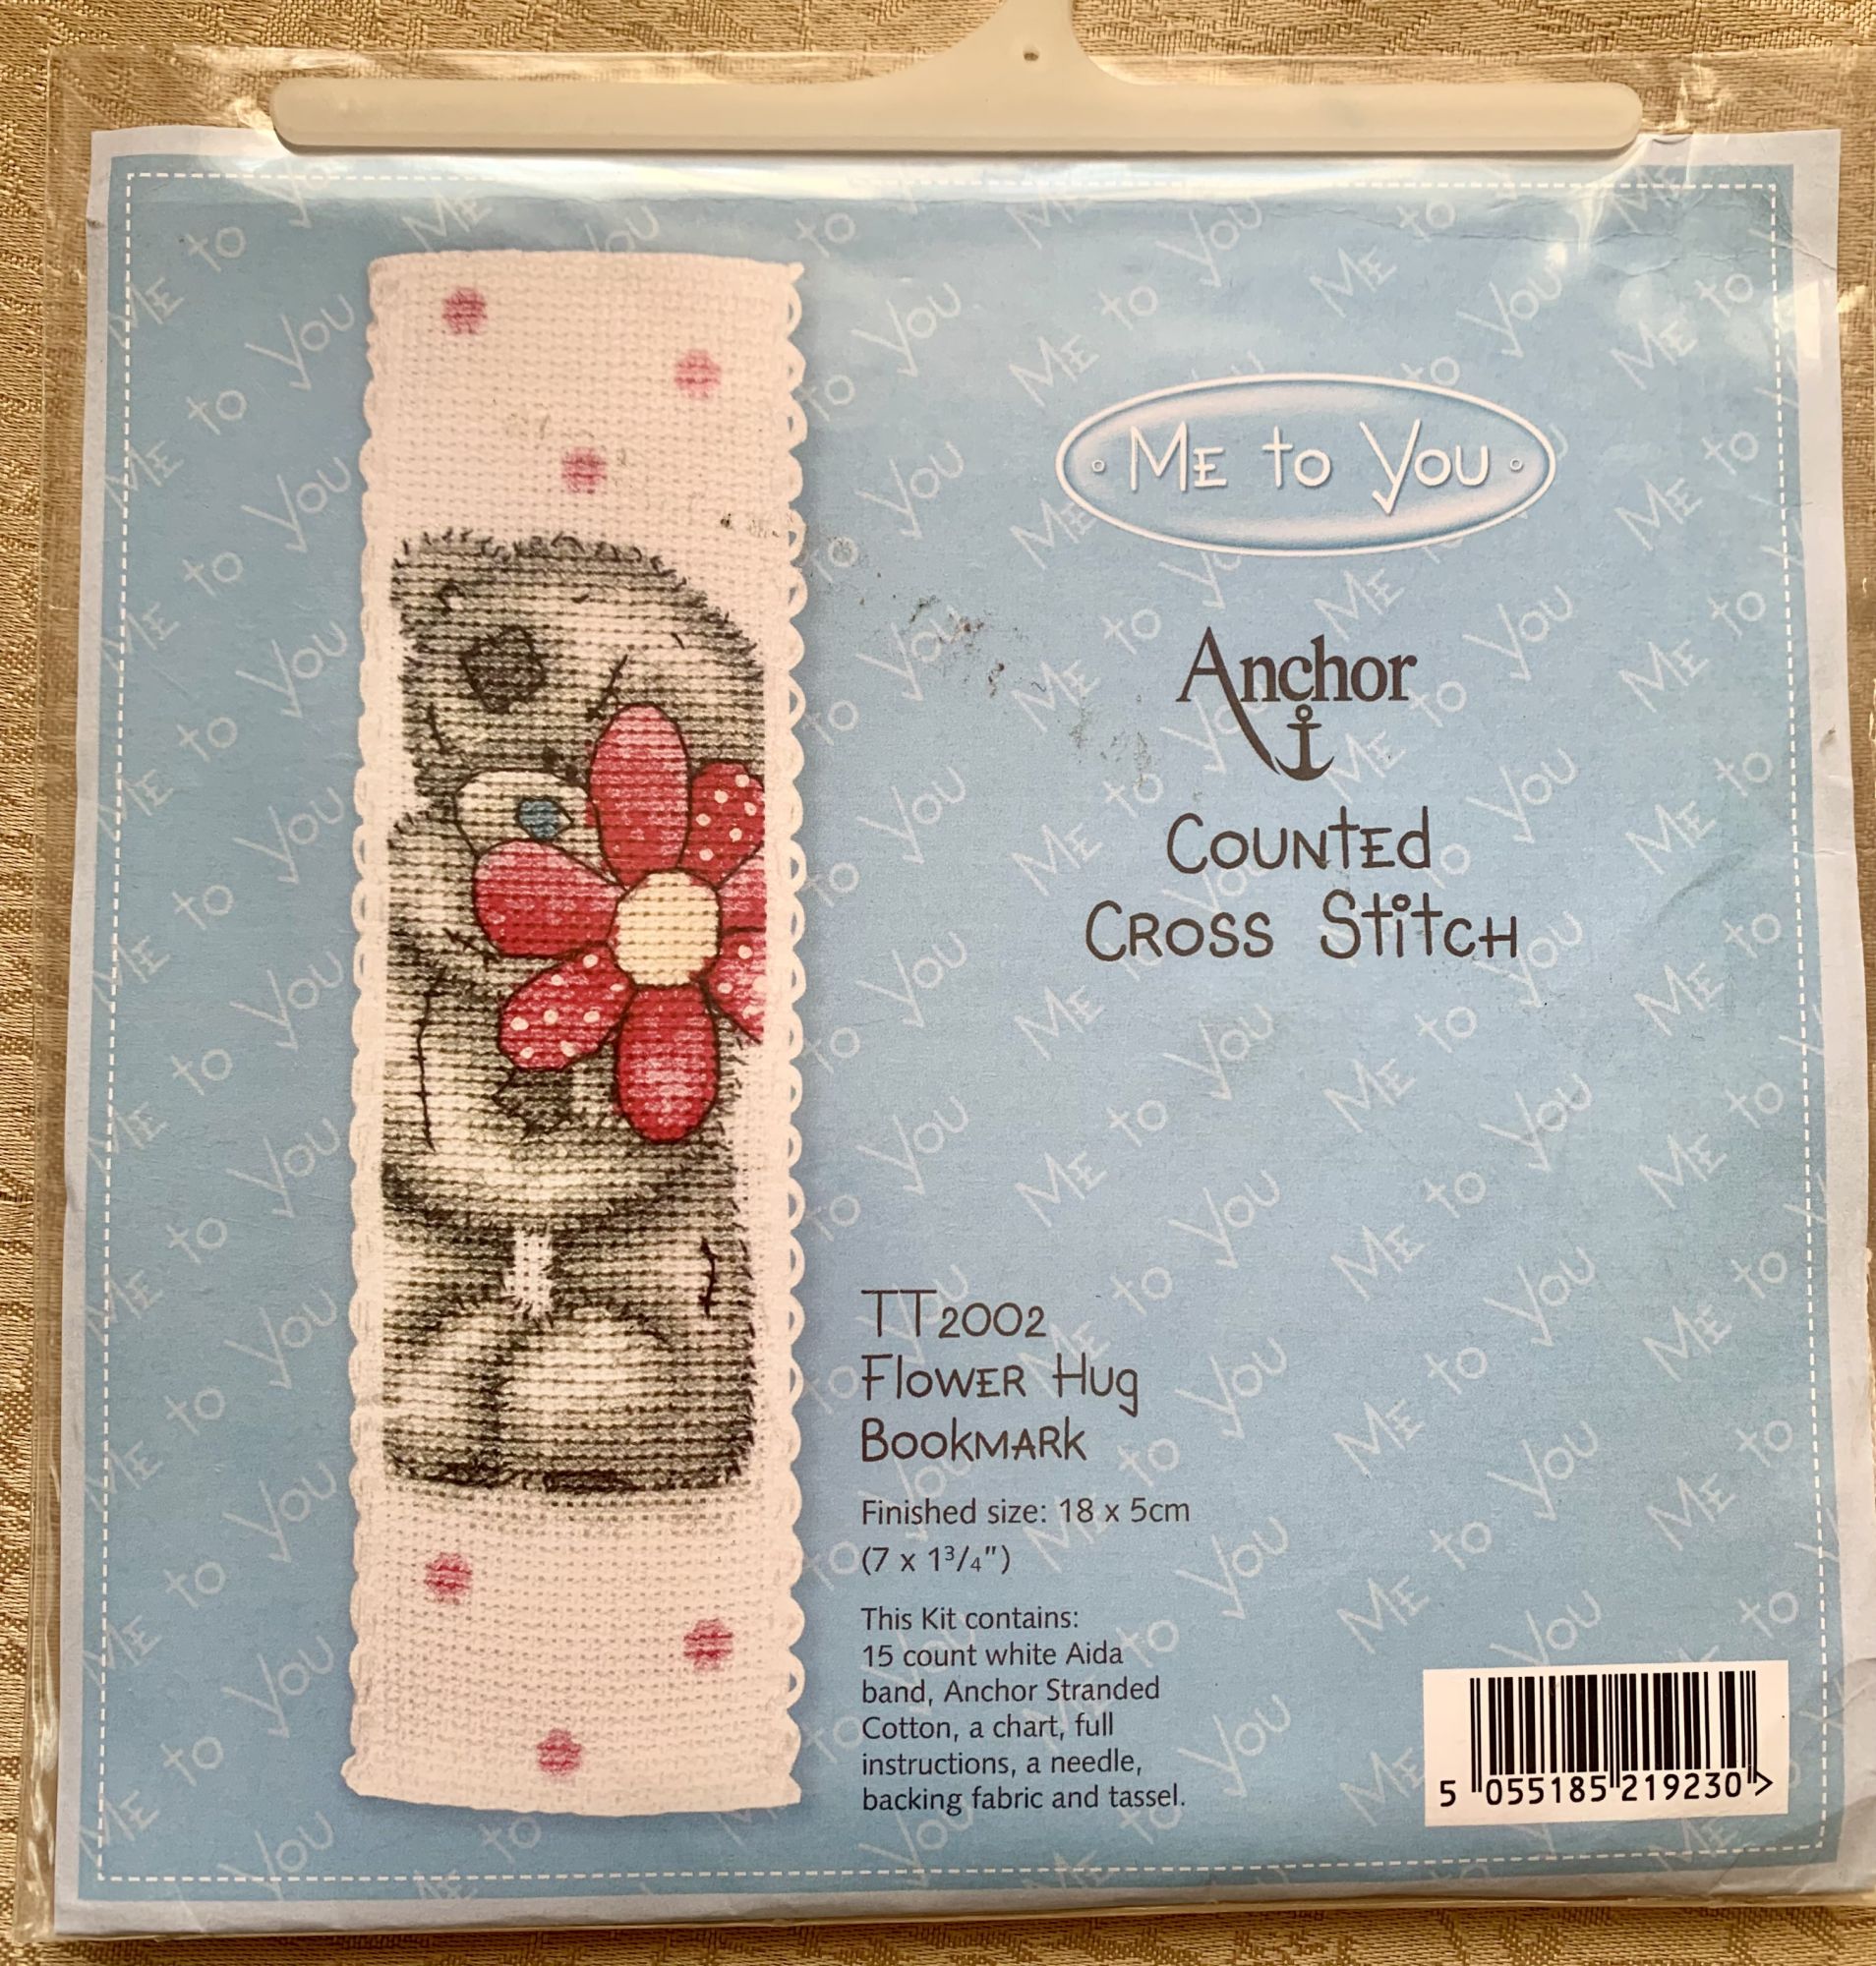 Me to You
Anchor
Counted
Cross Stitch
TT2002
Flower Hug
Bookmark
Finished size: 18 x 5cm
(7 x 1³/₄")
This Kit contains:
15 count white Aida
band, Anchor Stranded
Cotton, a chart, full
instructions, a needle,
backing fabric and tassel.
5 055185 219230 >